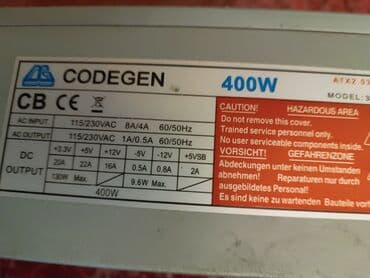 CODEGEN 400W ATX2.03
MODEL:3
CB CE
AC INPUT 115/230VAC 8A/4A 60/50Hz
AC OUTPUT 115/230VAC 1A/0.5A 60/50Hz
DC OUTPUT +3.3V +5V +12V -5V -12V +5VSB
20A 22A 16A 0.5A 0.8A 2A
130W Max. 9.6W Max.
400W
CAUTION! HAZARDOUS AREA
Do not remove this cover.
Trained service personnel only.
No user serviceable components inside.
VORSICHT! GEFAHRENZONE
Abdeckungen unter keinen Umstanden
abnehmen! Reparaturen nur durch
ausgebildetes Personal!
Es sind keine zu wartenden Bauteile vorh